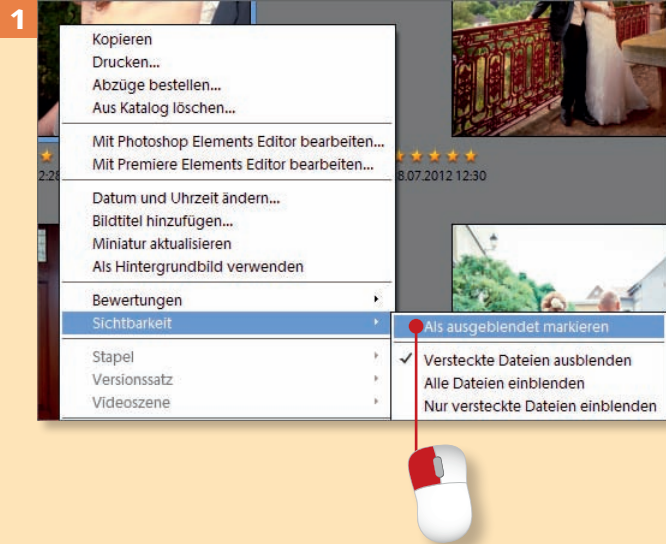 1
Kopieren
Drucken...
Abzüge bestellen...
Aus Katalog löschen...
Mit Photoshop Elements Editor bearbeiten...
Mit Premiere Elements Editor bearbeiten...
2:28
8.07.2012 12:30
Datum und Uhrzeit ändern...
Bildtitel hinzufügen...
Miniatur aktualisieren
Als Hintergrundbild verwenden
Bewertungen
Sichtbarkeit
Als ausgeblendet markieren
Stapel
Versionssatz
Videoszene
Versteckte Dateien ausblenden
Alle Dateien einblenden
Nur versteckte Dateien einblenden